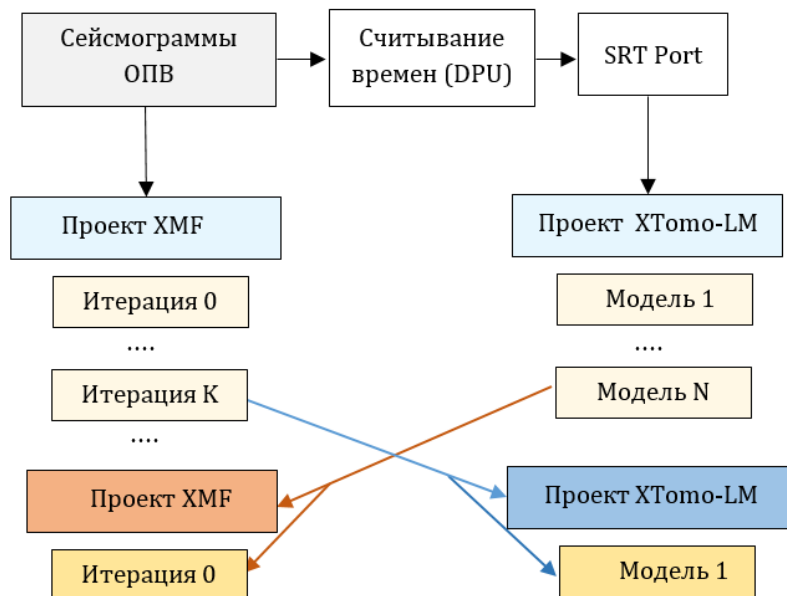 Сейсмограммы
ОПВ
Считывание
времен (DPU)
SRT Port
Проект XMF
Проект XTomo-LM
Итерация 0
Модель 1
....
....
Итерация K
Модель N
....
Проект XMF
Проект XTomo-LM
Итерация 0
Модель 1